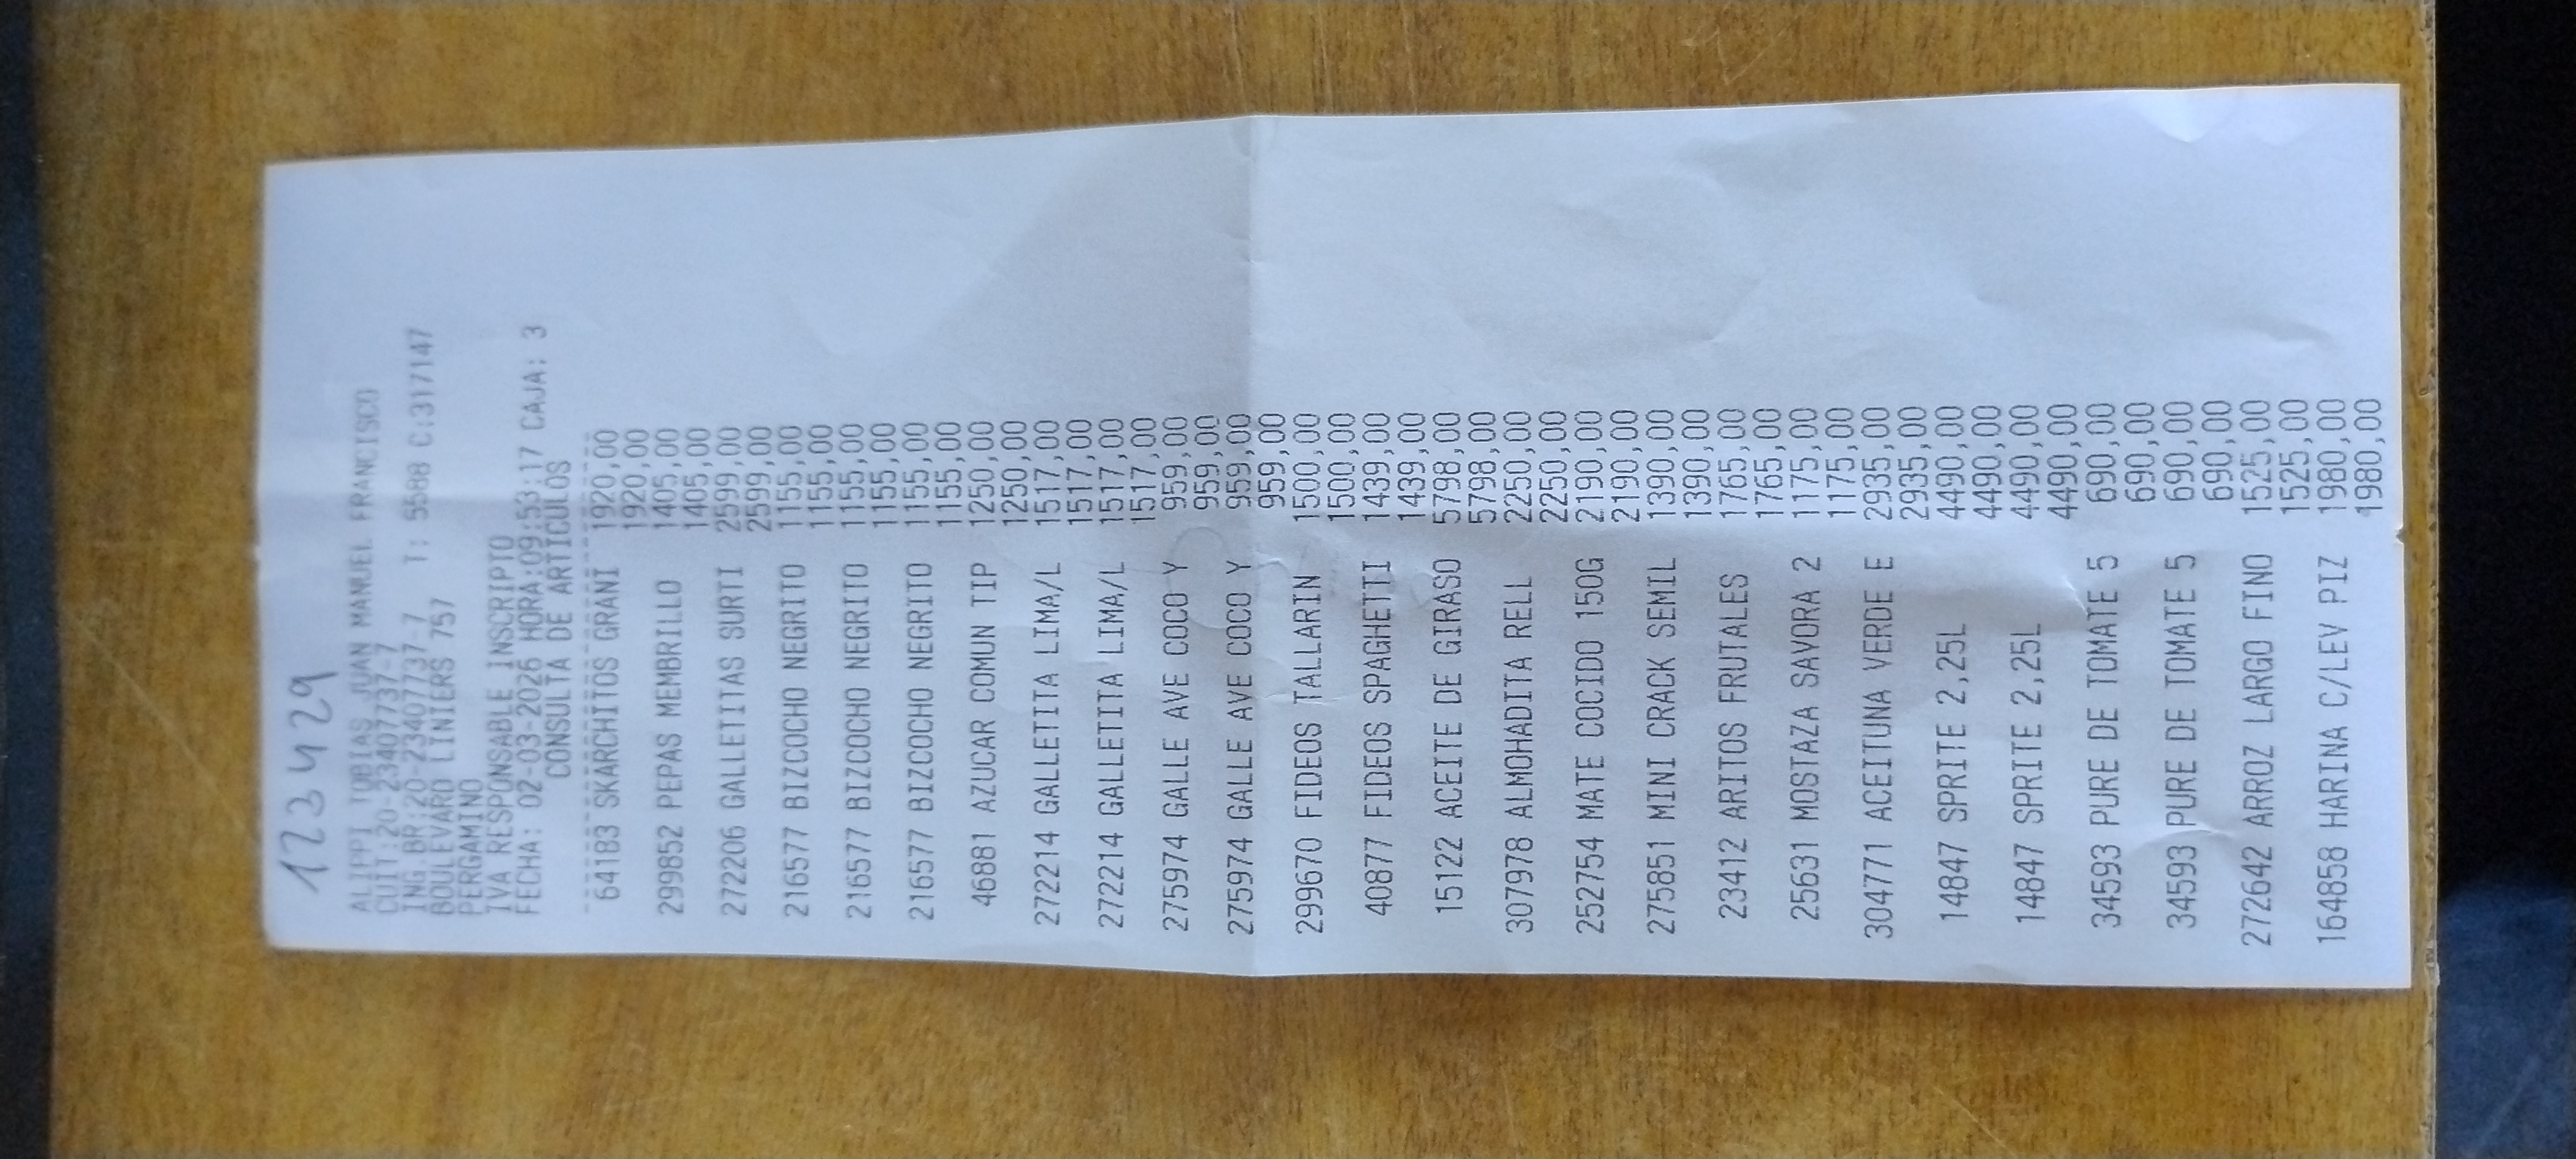 123429
ALIPPI TOBIAS JUAN MANUEL FRANCISCO
CUIT:20-23407737-7
ING.BR:20-23407737-7 T: 5588 C:317147
BOULEVARD LINIERS 757
PERGAMINO
IVA RESPONSABLE INSCRIPTO
FECHA: 02-03-2026 HORA:09:53:17 CAJA: 3
CONSULTA DE ARTICULOS
64183 SKARCHITOS GRANI 1920,00
1920,00
299852 PEPAS MEMBRILLO 1405,00
1405,00
272206 GALLETITAS SURTI 2599,00
2599,00
216577 BIZCOCHO NEGRITO 1155,00
1155,00
216577 BIZCOCHO NEGRITO 1155,00
1155,00
216577 BIZCOCHO NEGRITO 1155,00
1155,00
46881 AZUCAR COMUN TIP 1250,00
1250,00
272214 GALLETITA LIMA/L 1517,00
1517,00
272214 GALLETITA LIMA/L 1517,00
1517,00
275974 GALLE AVE COCO Y 959,00
959,00
275974 GALLE AVE COCO Y 959,00
959,00
299670 FIDEOS TALLARIN 1500,00
1500,00
40877 FIDEOS SPAGHETTI 1439,00
1439,00
15122 ACEITE DE GIRASO 5798,00
5798,00
307978 ALMOHADITA RELL 2250,00
2250,00
252754 MATE COCIDO 150G 2190,00
2190,00
275851 MINI CRACK SEMIL 1390,00
1390,00
23412 ARITOS FRUTALES 1765,00
1765,00
25631 MOSTAZA SAVORA 2 1175,00
1175,00
304771 ACEITUNA VERDE E 2935,00
2935,00
14847 SPRITE 2,25L 4490,00
4490,00
14847 SPRITE 2,25L 4490,00
4490,00
34593 PURE DE TOMATE 5 690,00
690,00
34593 PURE DE TOMATE 5 690,00
690,00
272642 ARROZ LARGO FINO 1525,00
1525,00
164858 HARINA C/LEV PIZ 1980,00
1980,00